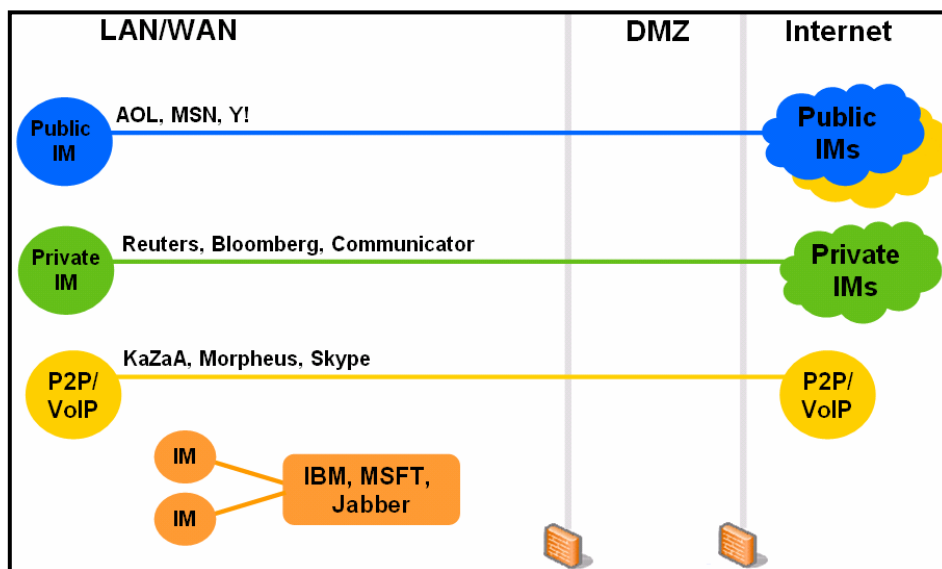 LAN/WAN
DMZ
Internet
AOL, MSN, Y!
Public
IM
Public
IMs
Reuters, Bloomberg, Communicator
Private
IM
Private
IMs
KaZaA, Morpheus, Skype
P2P/
VoIP
P2P/
VoIP
IM
IM
IBM, MSFT,
Jabber